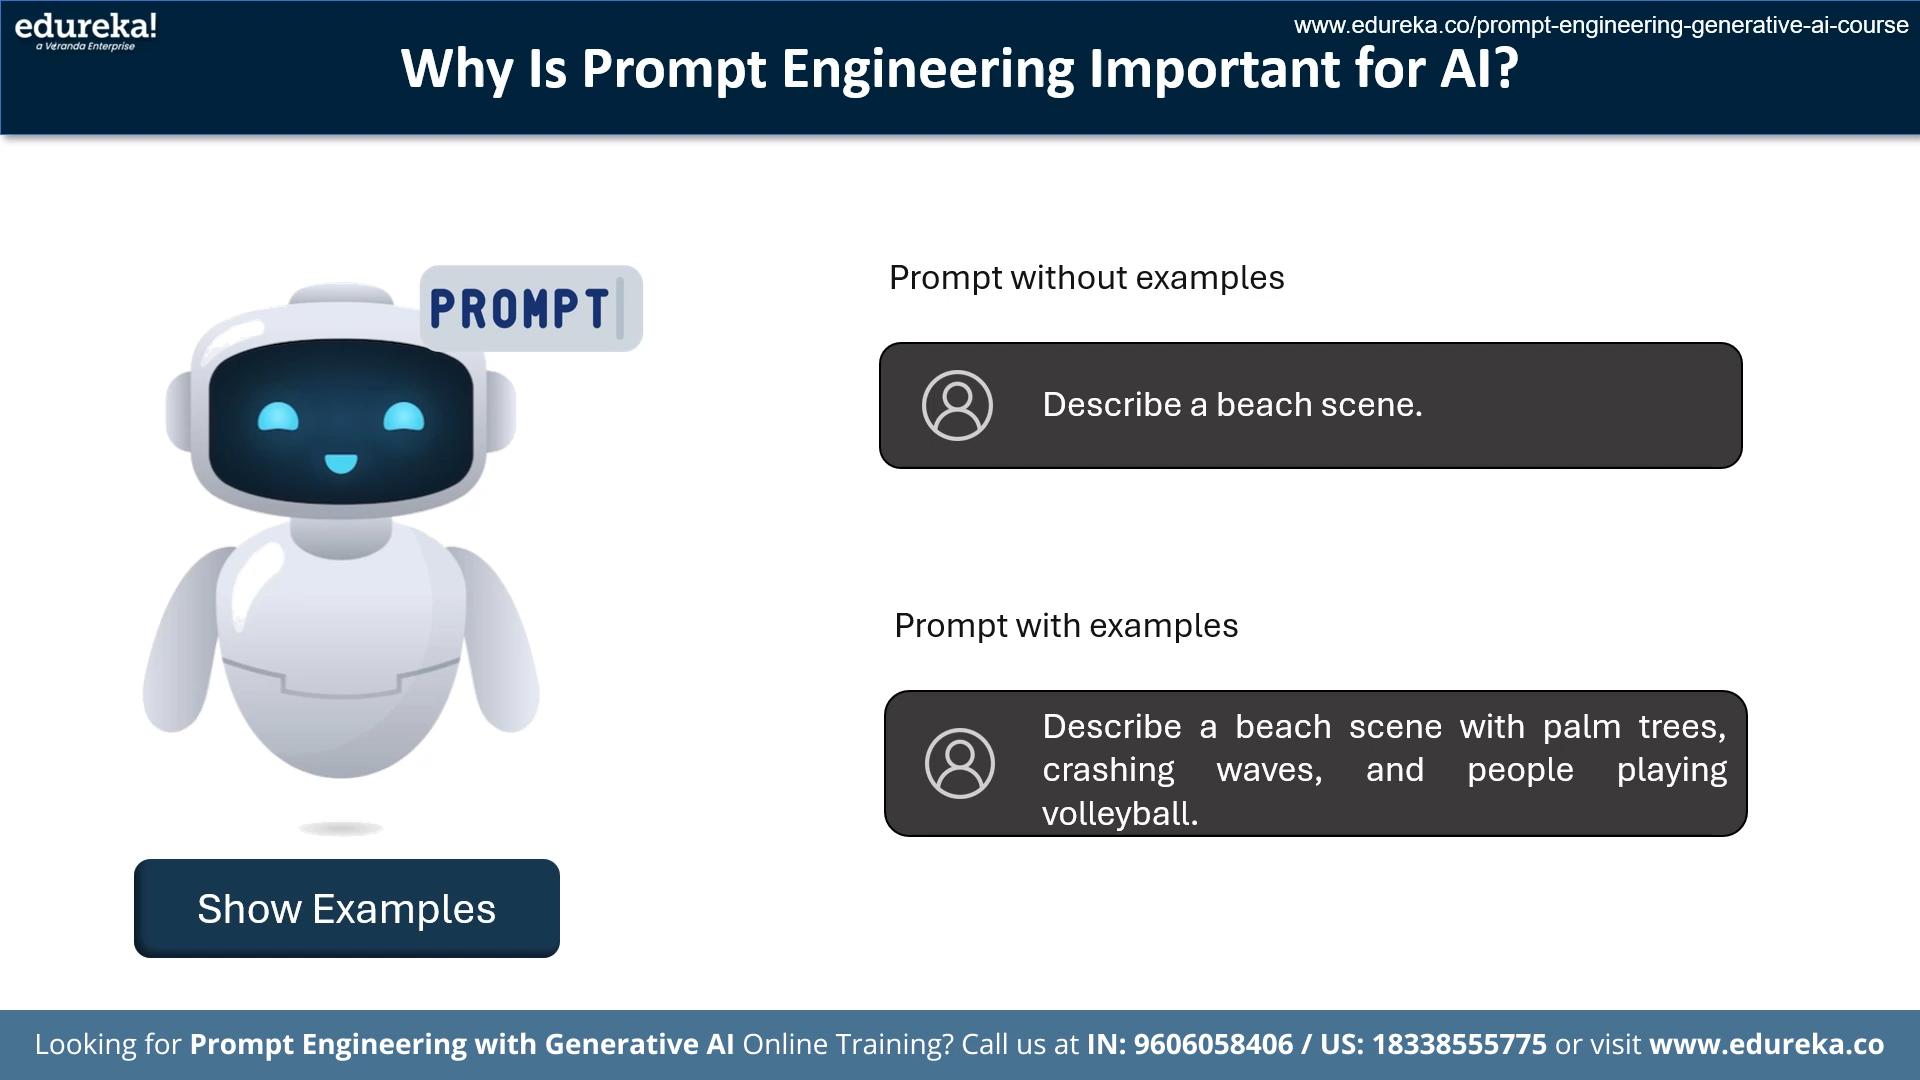 edureka!
a Veranda Enterprise
www.edureka.co/prompt-engineering-generative-ai-course
Why Is Prompt Engineering Important for AI?
PROMPT
Prompt without examples
Describe a beach scene.
Prompt with examples
Describe a beach scene with palm trees,
crashing waves, and people playing
volleyball.
Show Examples
Looking for Prompt Engineering with Generative AI Online Training? Call us at IN: 9606058406 / US: 18338555775 or visit www.edureka.co